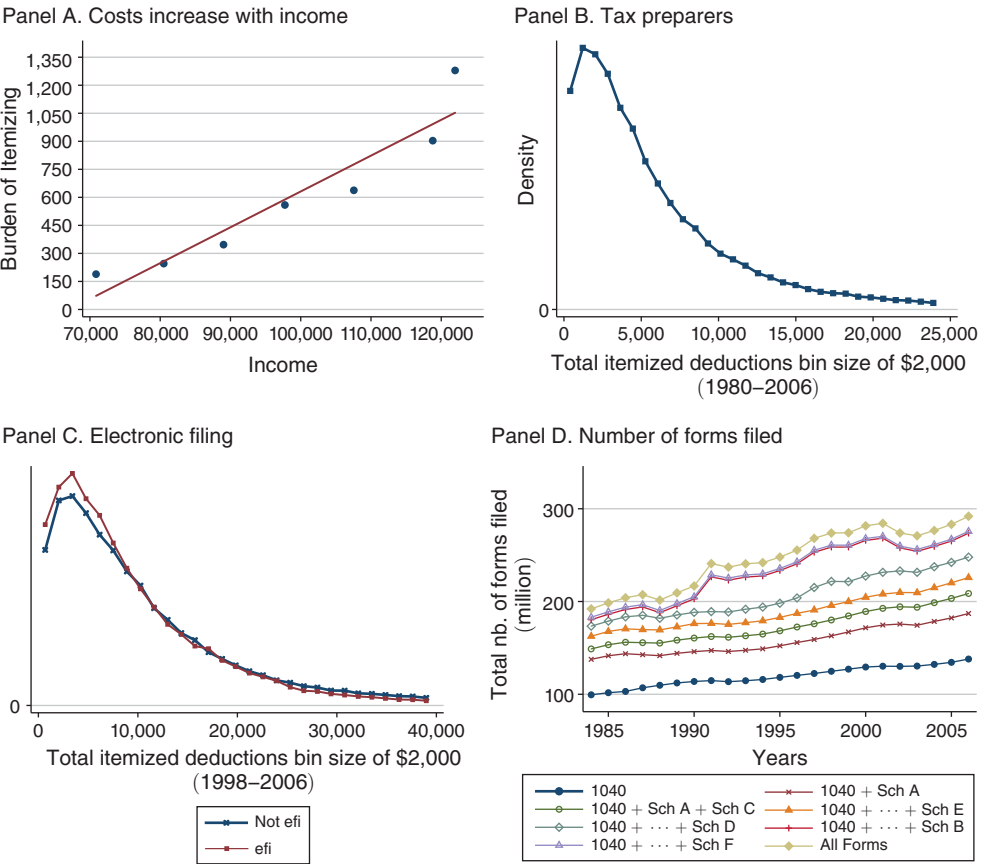 Panel A. Costs increase with income
Burden of Itemizing
1,350
1,200
1,050
900
750
600
450
300
150
0
70,000 80,000 90,000 100,000 110,000 120,000
Income
Panel B. Tax preparers
Density
0
0 5,000 10,000 15,000 20,000 25,000
Total itemized deductions bin size of $2,000
(1980–2006)
Panel C. Electronic filing
0
0 10,000 20,000 30,000 40,000
Total itemized deductions bin size of $2,000
(1998–2006)
Not efi
efi
Panel D. Number of forms filed
Total nb. of forms filed
(million)
300
200
100
1985 1990 1995 2000 2005
Years
1040
1040 + Sch A
1040 + Sch A + Sch C
1040 + ··· + Sch E
1040 + ··· + Sch D
1040 + ··· + Sch B
1040 + ··· + Sch F
All Forms